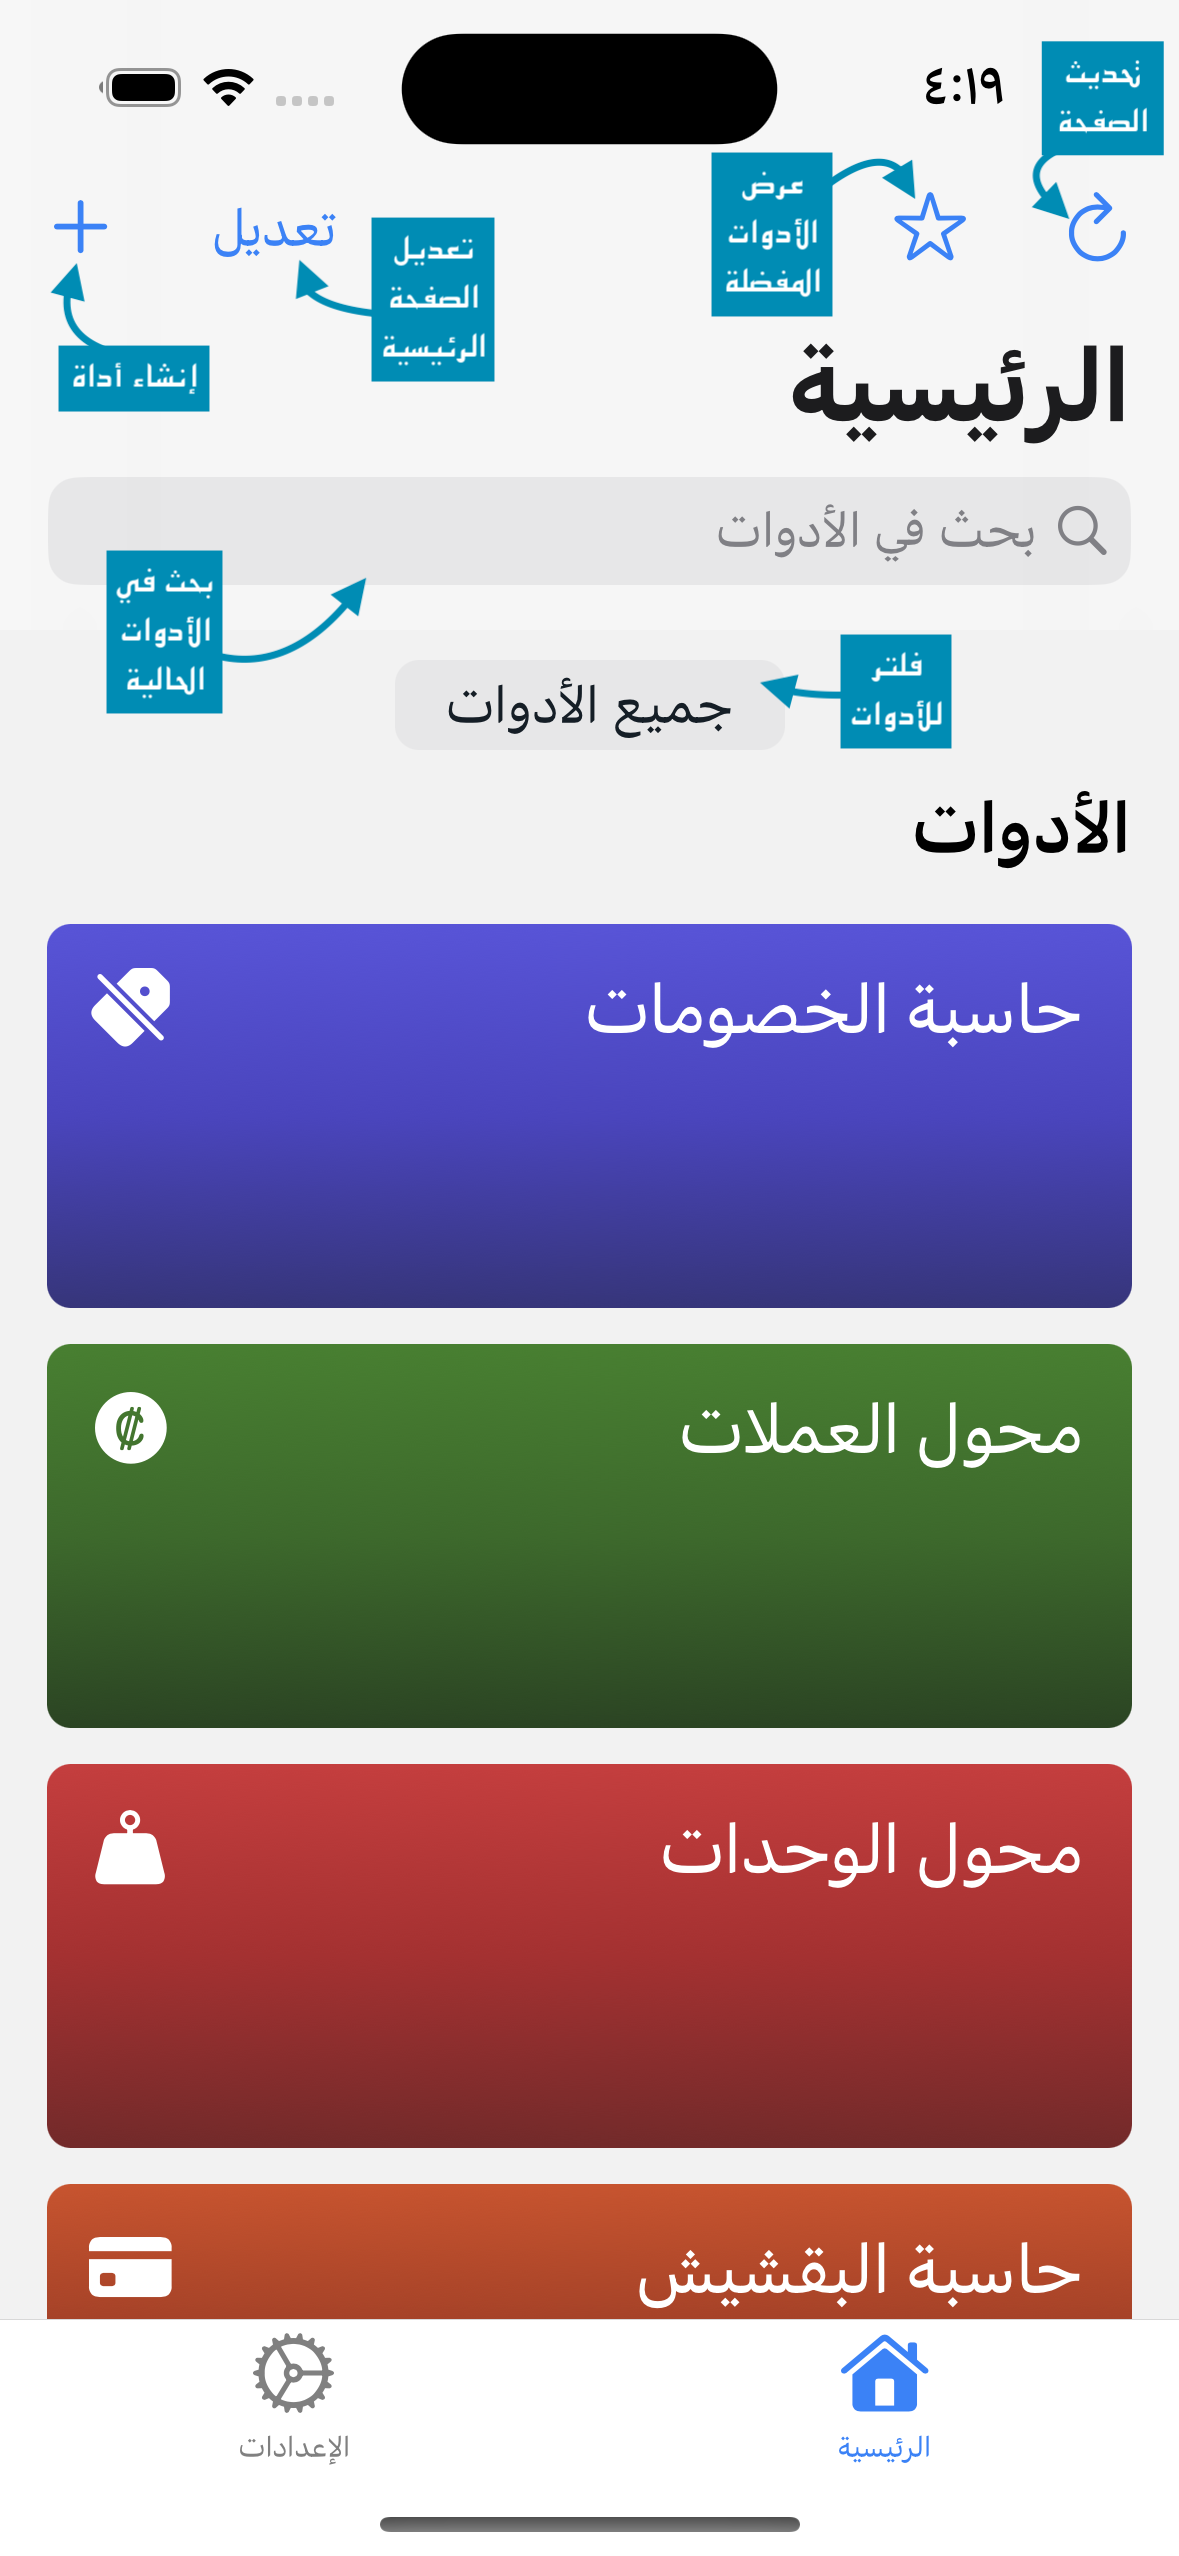 ٤:١٩
تحديث
الصفحة
عرض
الأدوات
المفضلة
تعديل
تعديل
الصفحة
الرئيسية
إنشاء أداة
الرئيسية
بحث في الأدوات
بحث في
الأدوات
الحالية
فلتر
للأدوات
جميع الأدوات
الأدوات
حاسبة الخصومات
محول العملات
₡
محول الوحدات
حاسبة البقشيش
الرئيسية
الإعدادات